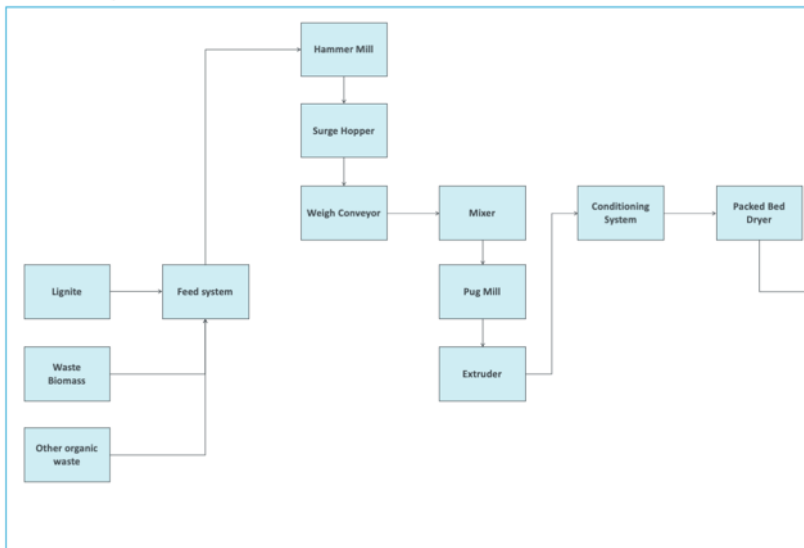 Hammer Mill
Surge Hopper
Weigh Conveyor
Mixer
Conditioning
System
Packed Bed
Dryer
Lignite
Feed system
Pug Mill
Waste
Biomass
Extruder
Other organic
waste